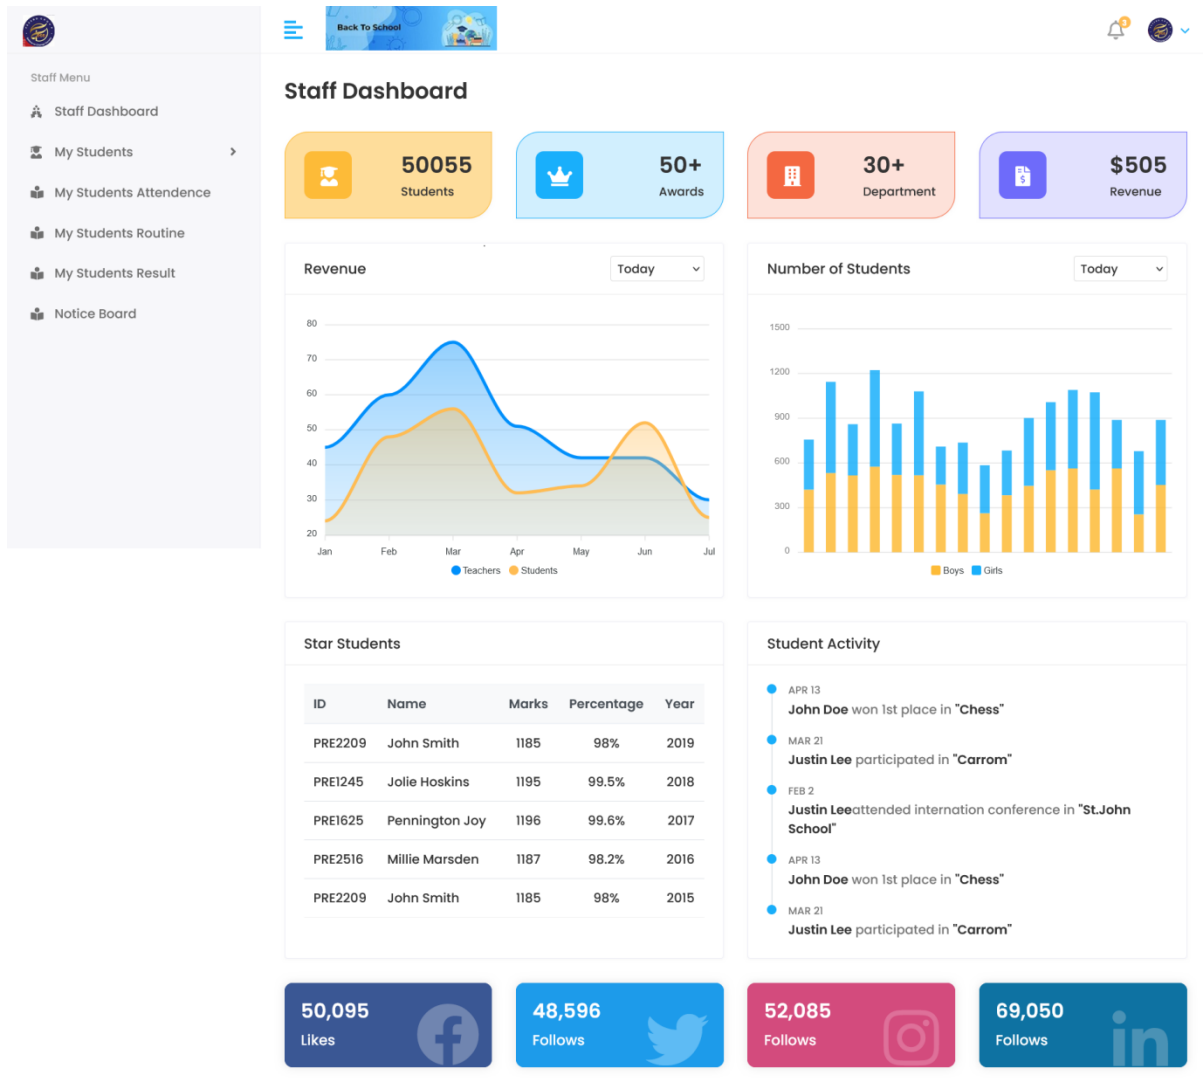 Back To School
3
Staff Menu
Staff Dashboard
My Students
My Students Attendence
My Students Routine
My Students Result
Notice Board
Staff Dashboard
50055
Students
50+
Awards
30+
Department
$505
Revenue
Revenue
Today
80
70
60
50
40
30
20
Jan Feb Mar Apr May Jun Jul
Teachers Students
Number of Students
Today
1500
1200
900
600
300
0
Boys Girls
Star Students
ID Name Marks Percentage Year
PRE2209 John Smith 1185 98% 2019
PRE1245 Jolie Hoskins 1195 99.5% 2018
PRE1625 Pennington Joy 1196 99.6% 2017
PRE2516 Millie Marsden 1187 98.2% 2016
PRE2209 John Smith 1185 98% 2015
Student Activity
APR 13
John Doe won 1st place in "Chess"
MAR 21
Justin Lee participated in "Carrom"
FEB 2
Justin Leeattended internation conference in "St.John
School"
APR 13
John Doe won 1st place in "Chess"
MAR 21
Justin Lee participated in "Carrom"
50,095
Likes
48,596
Follows
52,085
Follows
69,050
Follows
in